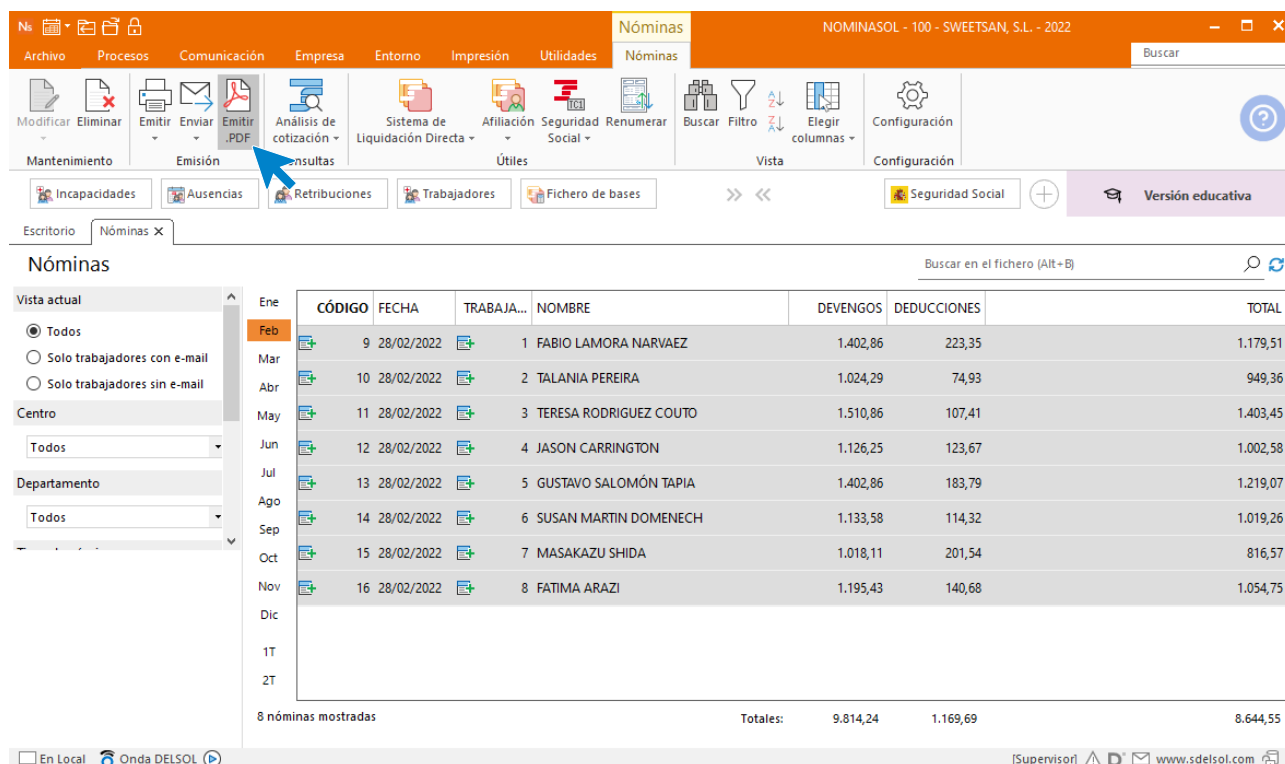 Ns Nóminas NOMINASOL - 100 - SWEETSAN, S.L. - 2022
Archivo Procesos Comunicación Empresa Entorno Impresión Utilidades Nóminas Buscar
Modificar Eliminar Emitir Enviar Emitir .PDF Análisis de cotización Sistema de Liquidación Directa Afiliación Seguridad Social Renumerar Buscar Filtro Elegir columnas Configuración
TC1
Mantenimiento Emisión Útiles Vista Configuración
Incapacidades Ausencias Retribuciones Trabajadores Fichero de bases Seguridad Social Versión educativa
Escritorio Nóminas
Nóminas Buscar en el fichero (Alt+B)
Vista actual
Todos
Solo trabajadores con e-mail
Solo trabajadores sin e-mail
Centro
Todos
Departamento
Todos
Ene
Feb
Mar
Abr
May
Jun
Jul
Ago
Sep
Oct
Nov
Dic
1T
2T
CÓDIGO FECHA TRABAJA... NOMBRE DEVENGOS DEDUCCIONES TOTAL
9 28/02/2022 1 FABIO LAMORA NARVAEZ 1.402,86 223,35 1.179,51
10 28/02/2022 2 TALANIA PEREIRA 1.024,29 74,93 949,36
11 28/02/2022 3 TERESA RODRIGUEZ COUTO 1.510,86 107,41 1.403,45
12 28/02/2022 4 JASON CARRINGTON 1.126,25 123,67 1.002,58
13 28/02/2022 5 GUSTAVO SALOMÓN TAPIA 1.402,86 183,79 1.219,07
14 28/02/2022 6 SUSAN MARTIN DOMENECH 1.133,58 114,32 1.019,26
15 28/02/2022 7 MASAKAZU SHIDA 1.018,11 201,54 816,57
16 28/02/2022 8 FATIMA ARAZI 1.195,43 140,68 1.054,75
8 nóminas mostradas Totales: 9.814,24 1.169,69 8.644,55
En Local Onda DELSOL [Supervisor] D www.sdelsol.com